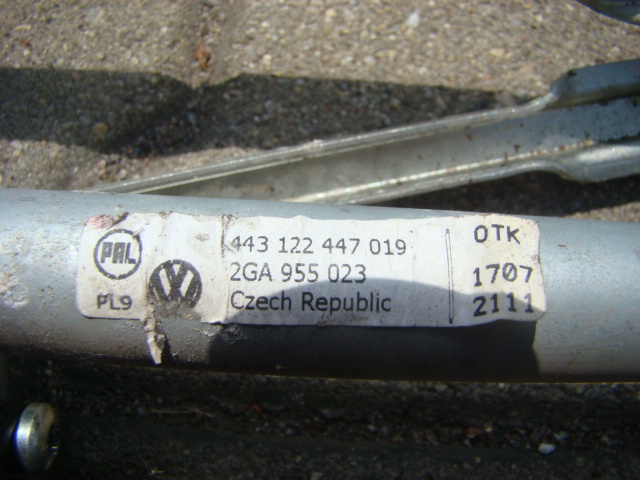 PAL
PL9
443 122 447 019
2GA 955 023
Czech Republic
OTK
1707
2111